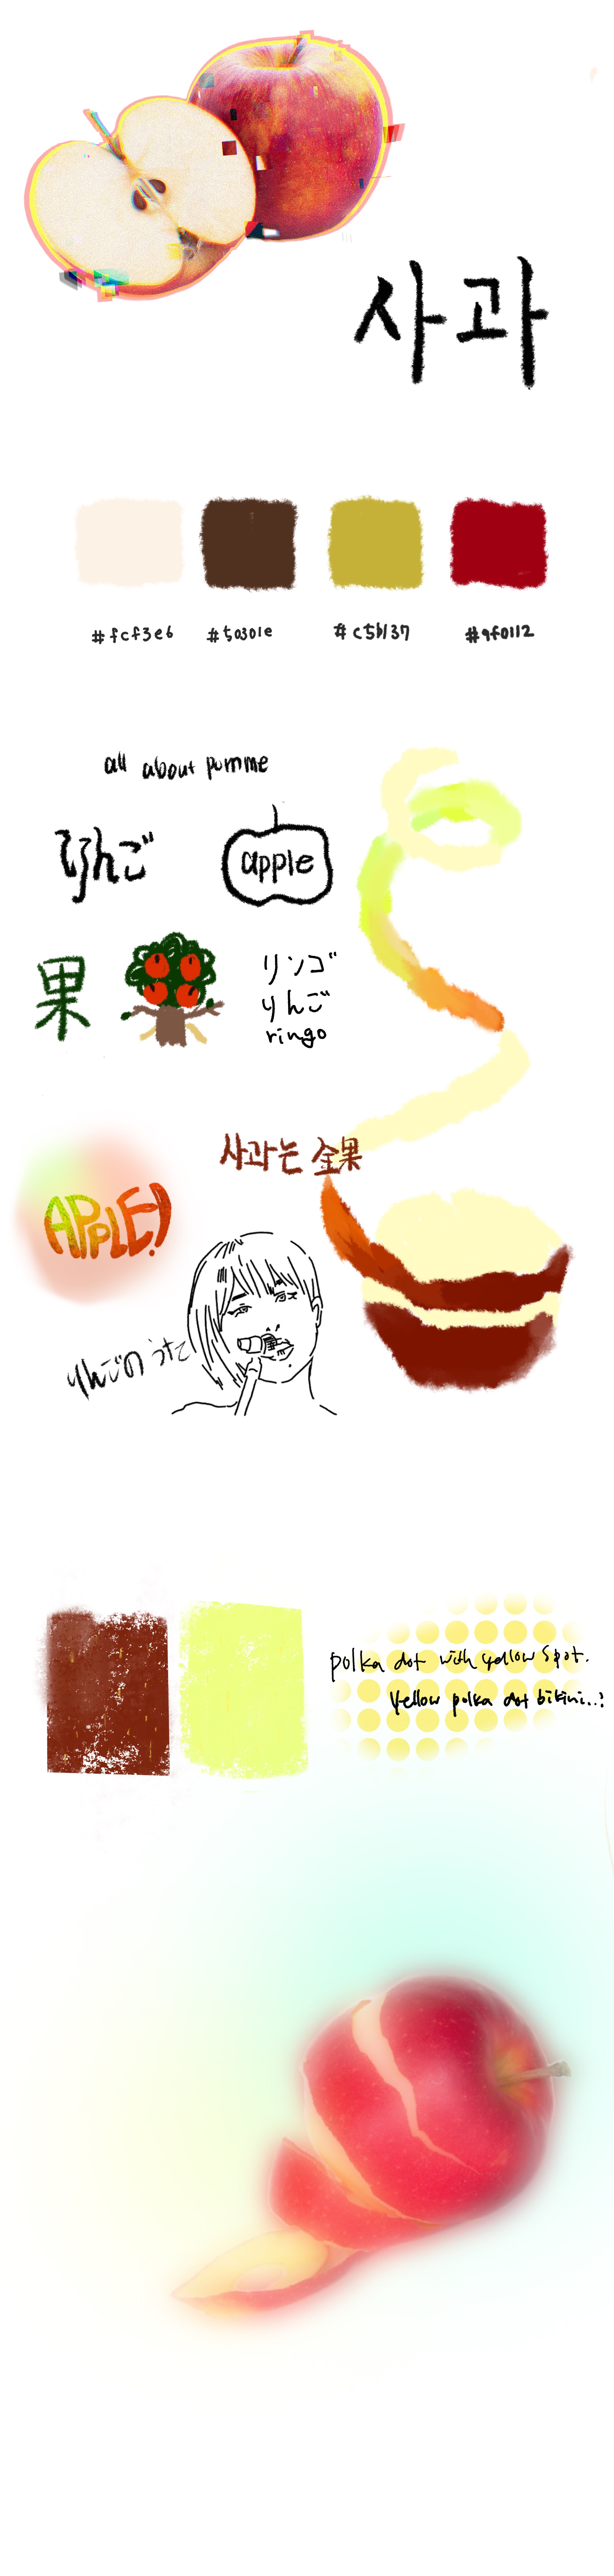 사과
#fcf3e6 #50301e #c5b137 #9f0112
all about pomme
りんご
apple
果
リンゴ
りんご
ringo
사과는 金果
APPLE!
りんごのうた
polka dot with yellow spot.
yellow polka dot bikini..?